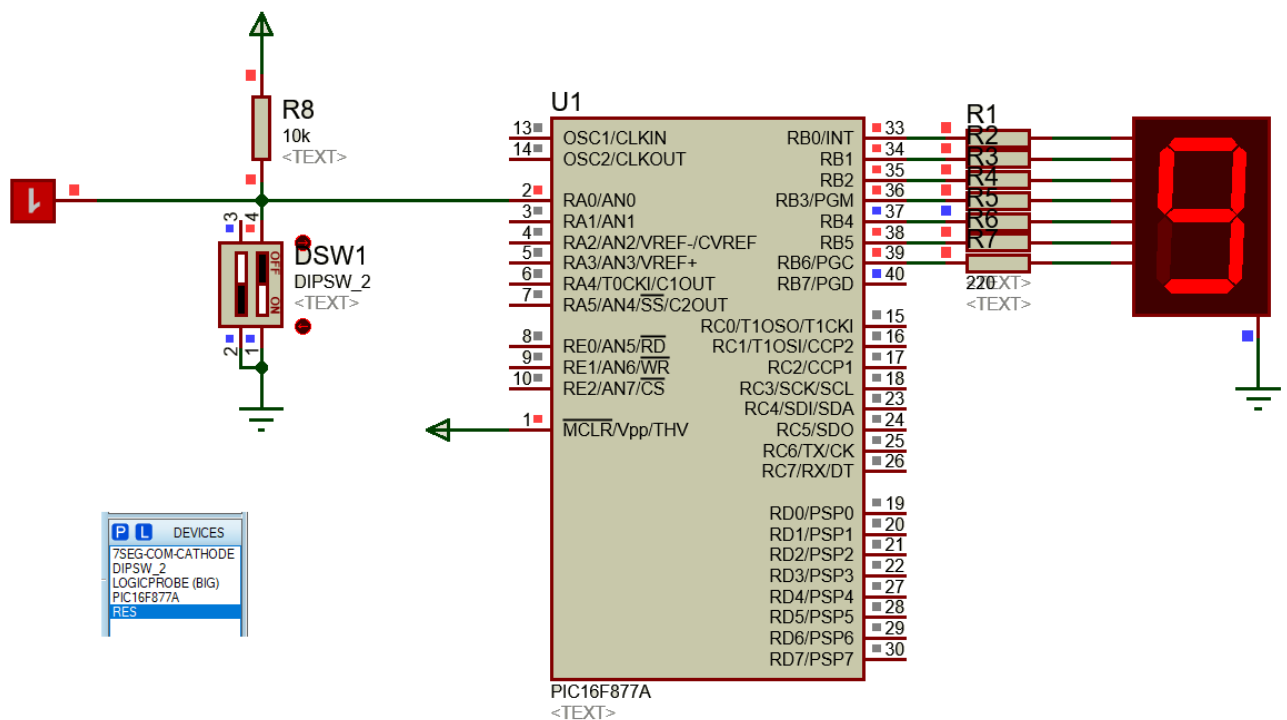 R8
10k
<TEXT>
1
3
4
OFF
ON
DSW1
DIPSW_2
<TEXT>
2
1
U1
13 OSC1/CLKIN
14 OSC2/CLKOUT
2 RA0/AN0
3 RA1/AN1
4 RA2/AN2/VREF-/CVREF
5 RA3/AN3/VREF+
6 RA4/T0CKI/C1OUT
7 RA5/AN4/SS/C2OUT
8 RE0/AN5/RD
9 RE1/AN6/WR
10 RE2/AN7/CS
1 MCLR/Vpp/THV
RB0/INT 33
RB1 34
RB2 35
RB3/PGM 36
RB4 37
RB5 38
RB6/PGC 39
RB7/PGD 40
RC0/T1OSO/T1CKI 15
RC1/T1OSI/CCP2 16
RC2/CCP1 17
RC3/SCK/SCL 18
RC4/SDI/SDA 23
RC5/SDO 24
RC6/TX/CK 25
RC7/RX/DT 26
RD0/PSP0 19
RD1/PSP1 20
RD2/PSP2 21
RD3/PSP3 22
RD4/PSP4 27
RD5/PSP5 28
RD6/PSP6 29
RD7/PSP7 30
PIC16F877A
<TEXT>
R1
R2
R3
R4
R5
R6
R7
220
<TEXT>
<TEXT>
9
P L DEVICES
7SEG-COM-CATHODE
DIPSW_2
LOGICPROBE (BIG)
PIC16F877A
RES